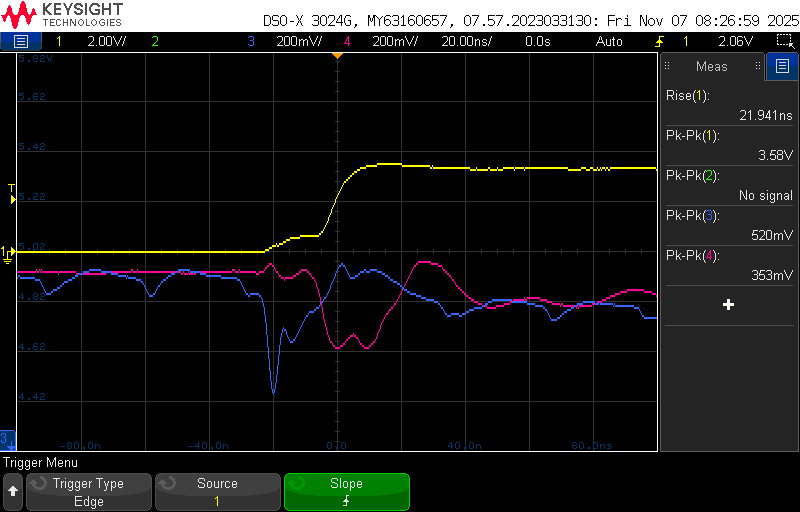 KEYSIGHT
TECHNOLOGIES
DSO-X 3024G, MY63160657, 07.57.2023033130: Fri Nov 07 08:26:59 2025
1 2.00V/ 2 3 200mV/ 4 200mV/ 20.00ns/ 0.0s Auto 1 2.06V
5.82V
5.62
5.42
5.22
5.02
4.82
4.62
4.42
T
1
3
-80.0n -40.0n 0.0 40.0n 80.0ns
Meas
Rise(1):
21.941ns
Pk-Pk(1):
3.58V
Pk-Pk(2):
No signal
Pk-Pk(3):
520mV
Pk-Pk(4):
353mV
Trigger Menu
Trigger Type
Edge
Source
1
Slope